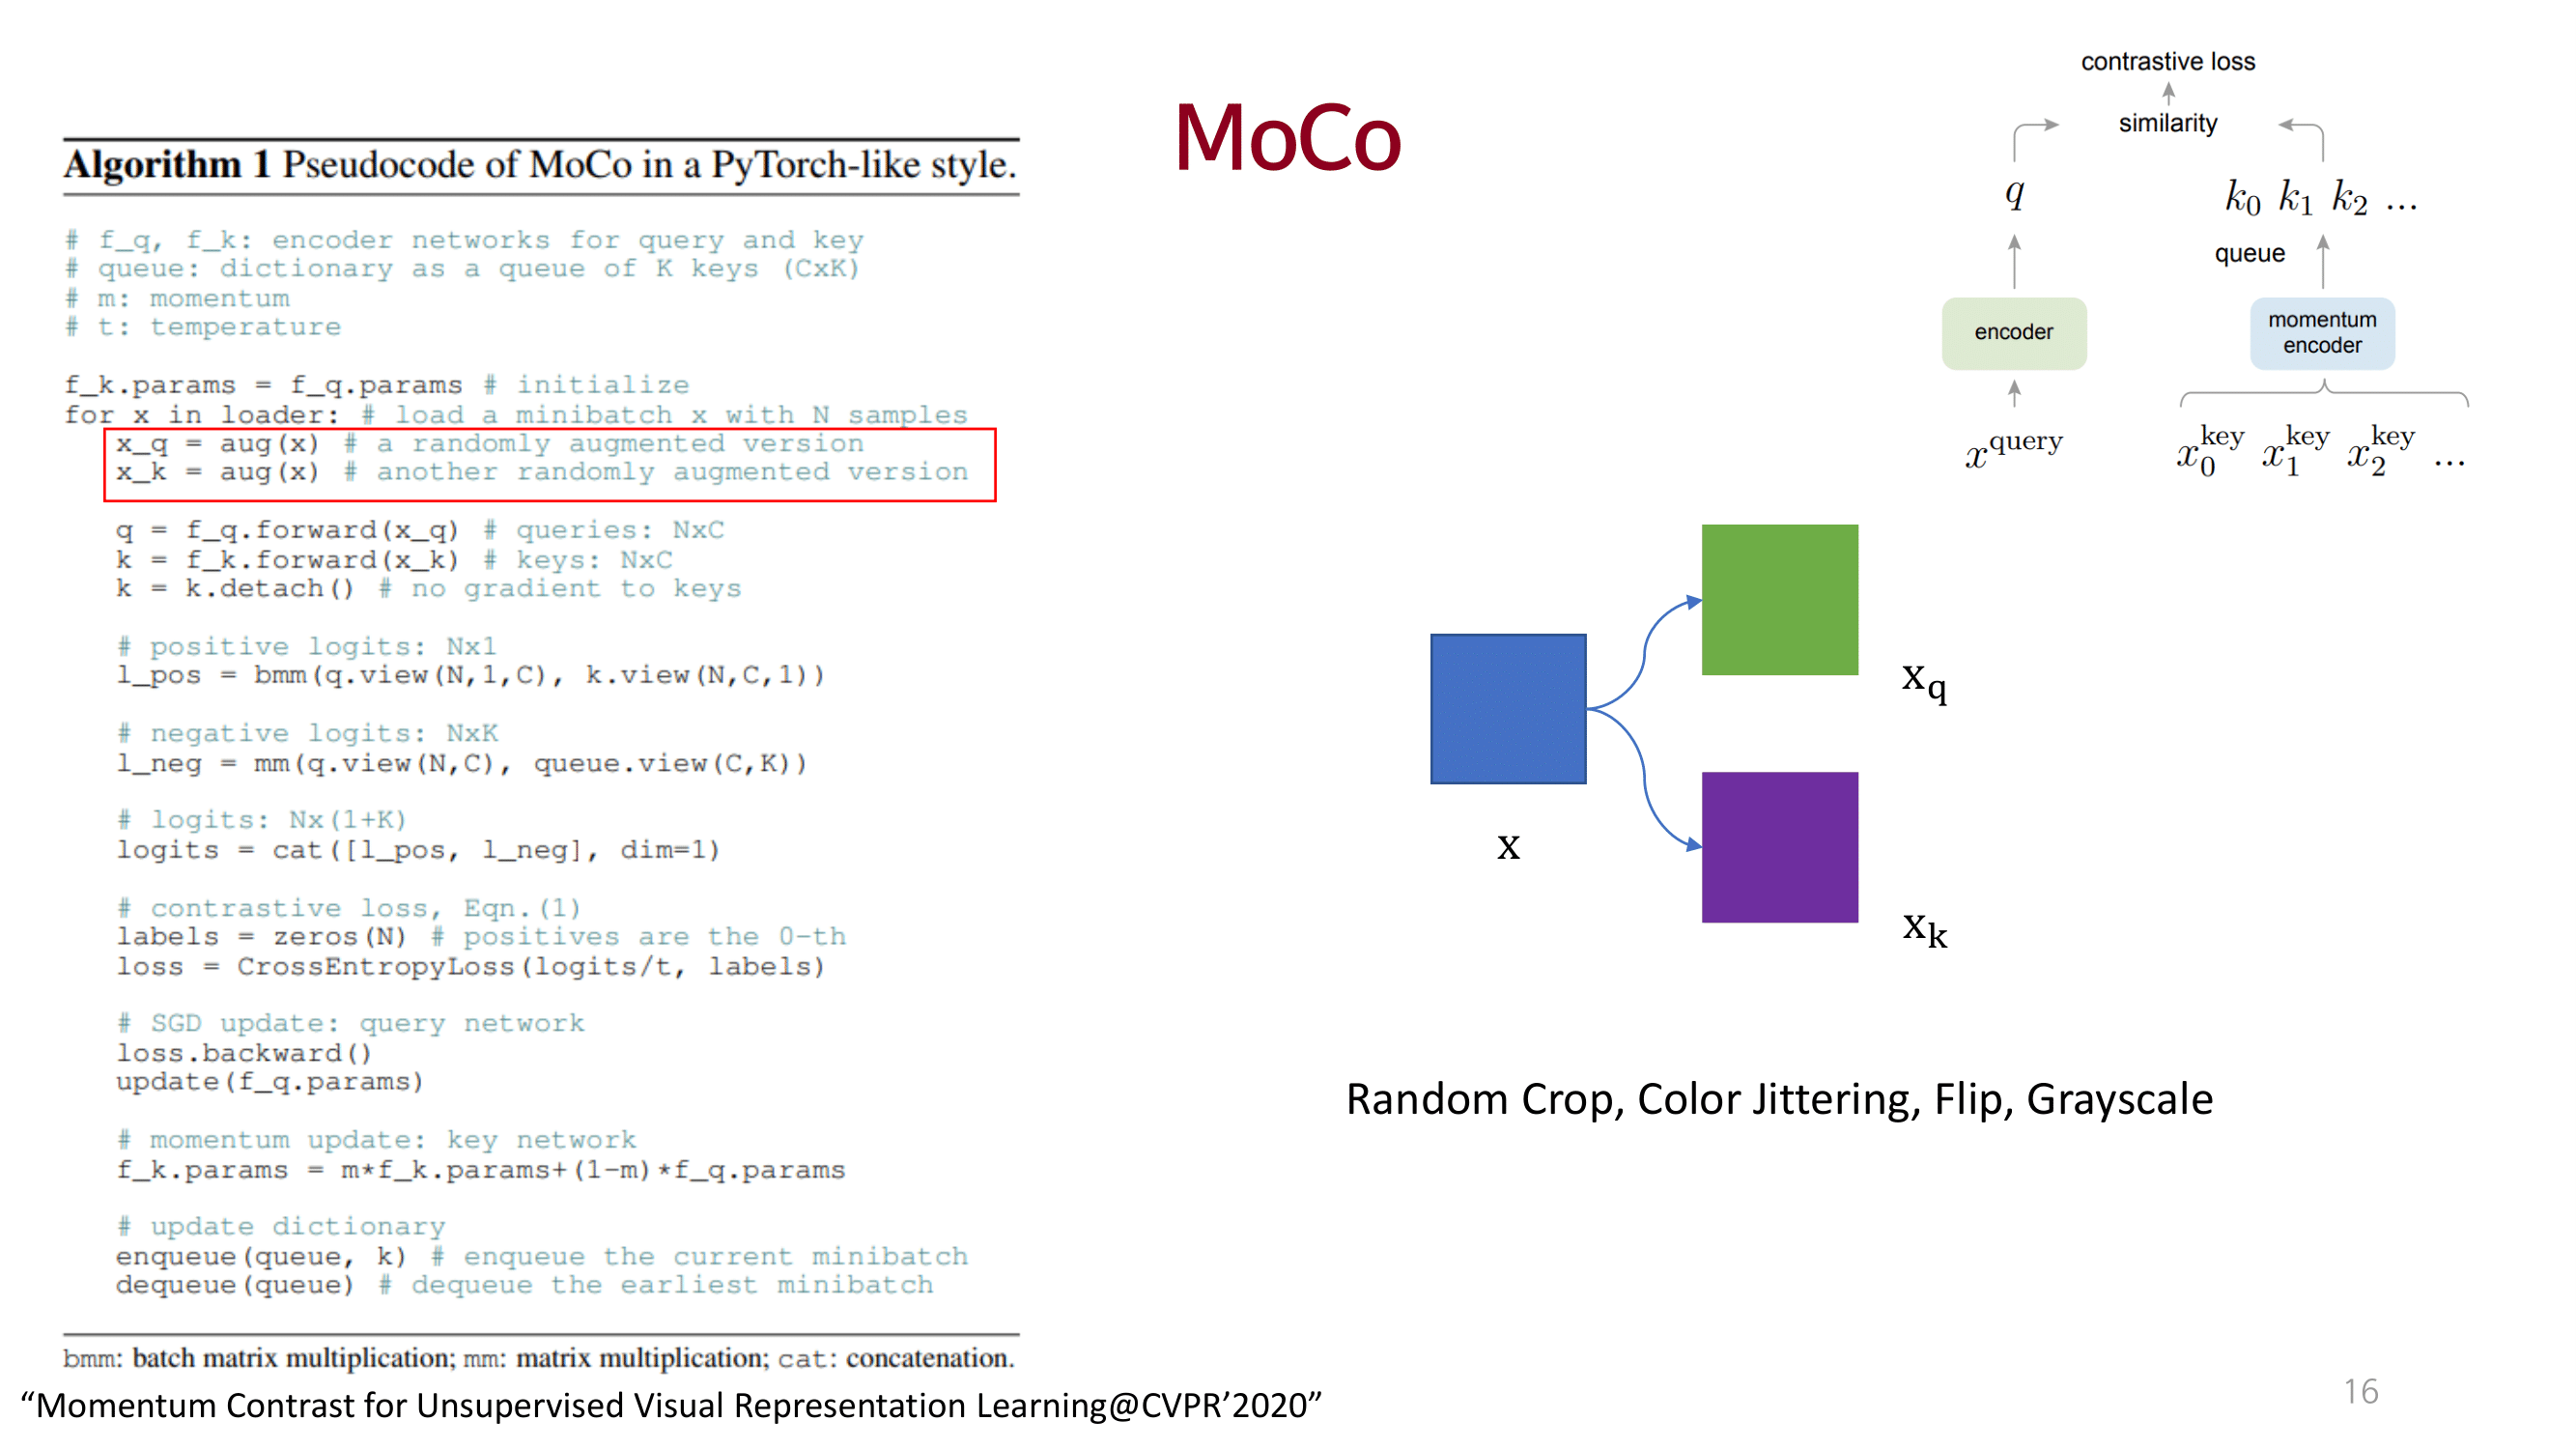 MoCo
Algorithm 1 Pseudocode of MoCo in a PyTorch-like style.
# f_q, f_k: encoder networks for query and key
# queue: dictionary as a queue of K keys (CxK)
# m: momentum
# t: temperature
f_k.params = f_q.params # initialize
for x in loader: # load a minibatch x with N samples
x_q = aug(x) # a randomly augmented version
x_k = aug(x) # another randomly augmented version
q = f_q.forward(x_q) # queries: NxC
k = f_k.forward(x_k) # keys: NxC
k = k.detach() # no gradient to keys
# positive logits: Nx1
l_pos = bmm(q.view(N,1,C), k.view(N,C,1))
# negative logits: NxK
l_neg = mm(q.view(N,C), queue.view(C,K))
# logits: Nx(1+K)
logits = cat([l_pos, l_neg], dim=1)
# contrastive loss, Eqn.(1)
labels = zeros(N) # positives are the 0-th
loss = CrossEntropyLoss(logits/t, labels)
# SGD update: query network
loss.backward()
update(f_q.params)
# momentum update: key network
f_k.params = m*f_k.params+(1-m)*f_q.params
# update dictionary
enqueue(queue, k) # enqueue the current minibatch
dequeue(queue) # dequeue the earliest minibatch
bmm: batch matrix multiplication; mm: matrix multiplication; cat: concatenation.
contrastive loss
similarity
q
k0 k1 k2 ...
queue
encoder
momentum
encoder
x^query
x_0^key x_1^key x_2^key ...
x
x_q
x_k
Random Crop, Color Jittering, Flip, Grayscale
“Momentum Contrast for Unsupervised Visual Representation Learning@CVPR’2020”
16